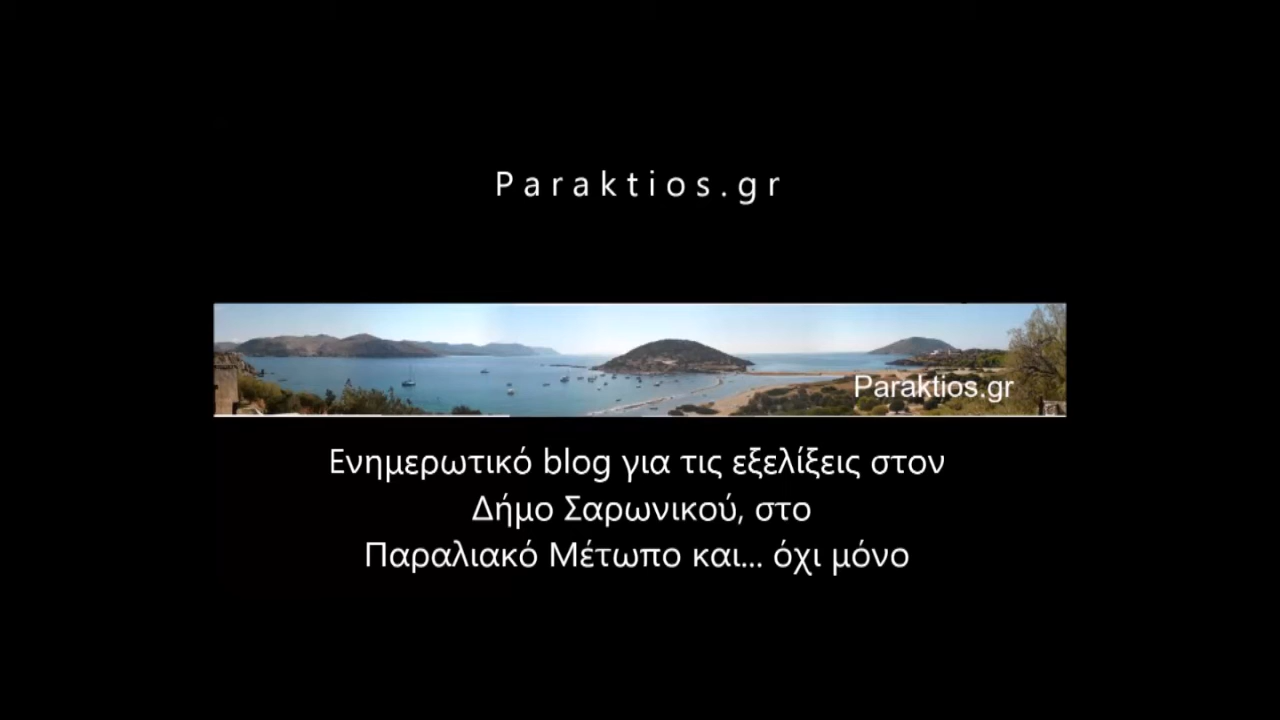 Paraktios.gr
Paraktios.gr
Ενημερωτικό blog για τις εξελίξεις στον
Δήμο Σαρωνικού, στο
Παραλιακό Μέτωπο και... όχι μόνο